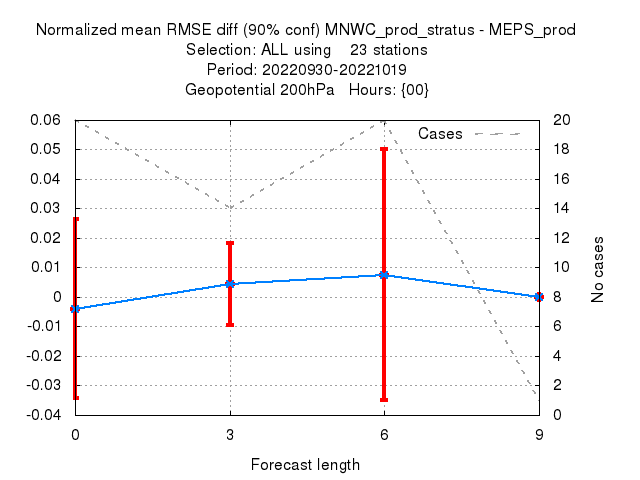 Normalized mean RMSE diff (90% conf) MNWC_prod_stratus - MEPS_prod
Selection: ALL using    23 stations
Period: 20220930-20221019
Geopotential 200hPa   Hours: {00}
Cases
0.06
0.05
0.04
0.03
0.02
0.01
0
-0.01
-0.02
-0.03
-0.04
20
18
16
14
12
10
8
6
4
2
0
No cases
0 3 6 9
Forecast length